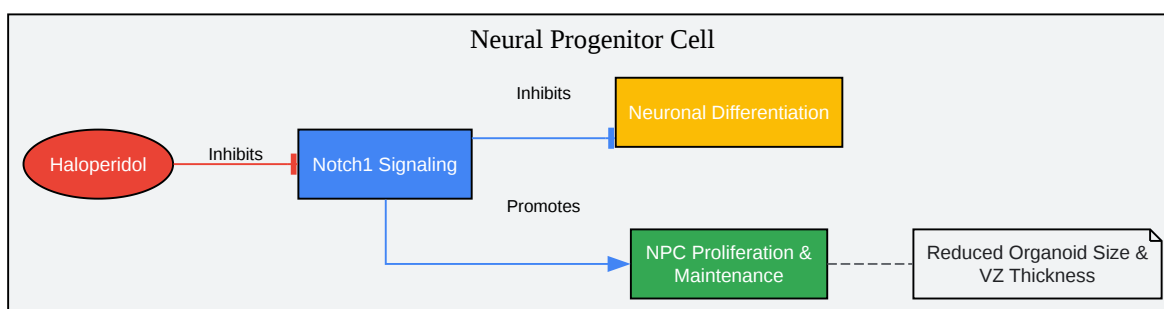 Neural Progenitor Cell
Inhibits
Neuronal Differentiation
Haloperidol
Inhibits
Notch1 Signaling
Promotes
NPC Proliferation &
Maintenance
Reduced Organoid Size &
VZ Thickness